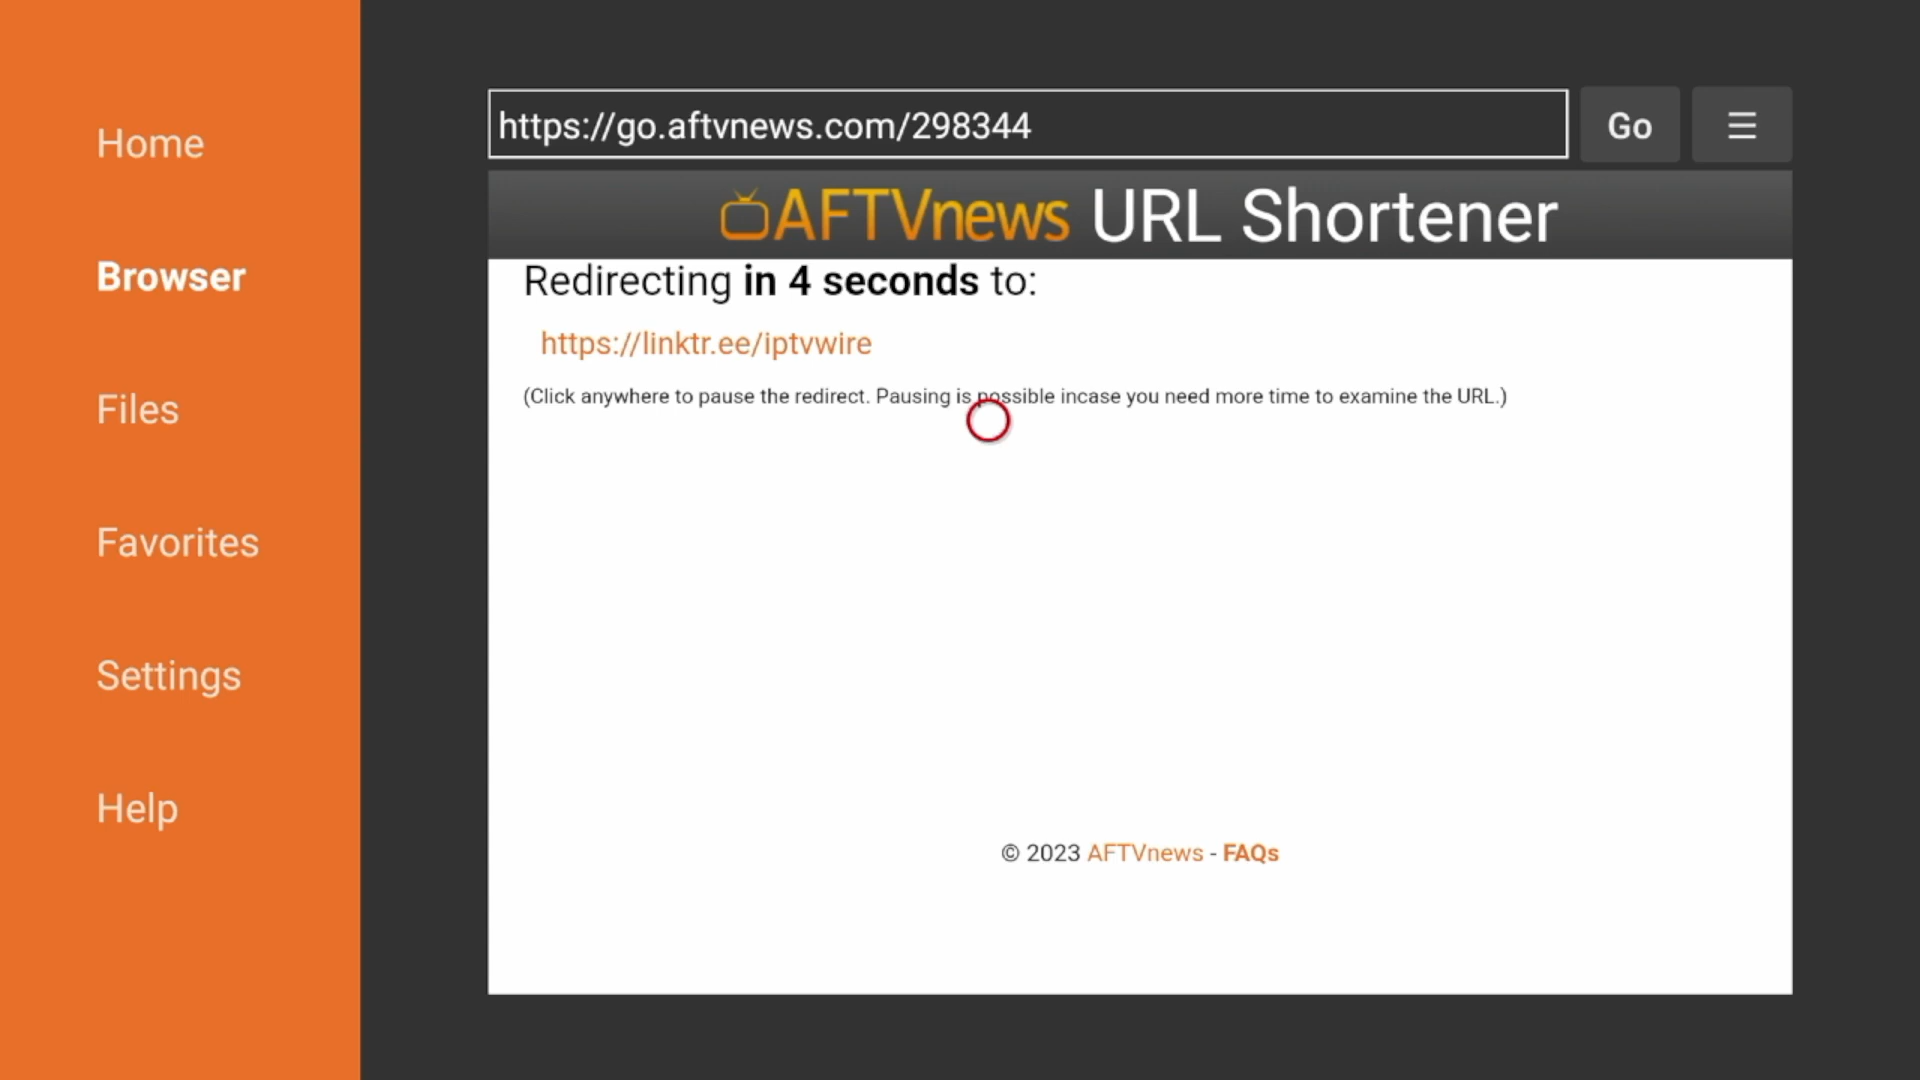 Home
Browser
Files
Favorites
Settings
Help
https://go.aftvnews.com/298344
Go
☰
AFTVnews URL Shortener
Redirecting in 4 seconds to:
https://linktr.ee/iptvwire
(Click anywhere to pause the redirect. Pausing is possible incase you need more time to examine the URL.)
© 2023 AFTVnews - FAQs